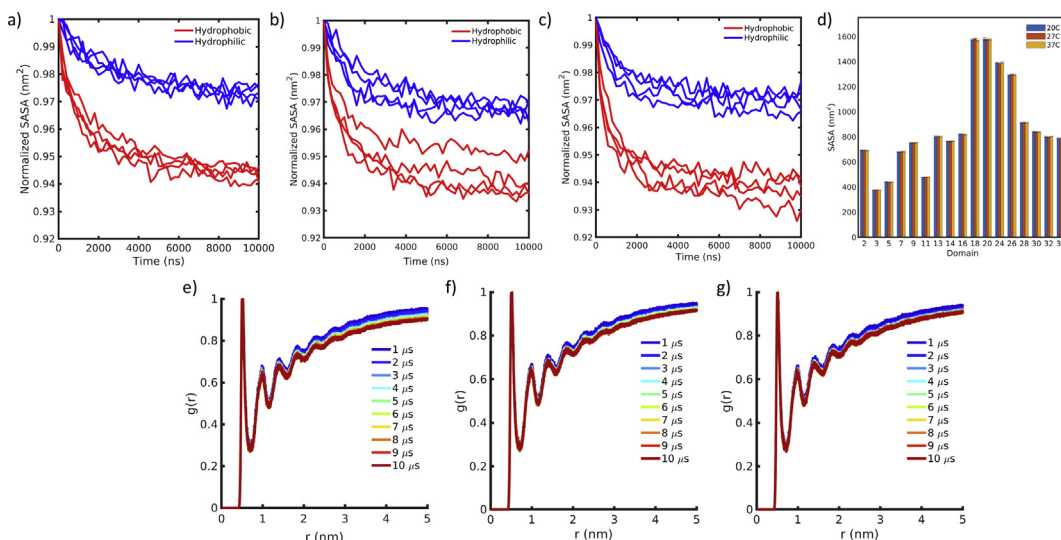 a)
Normalized SASA (nm2)
1
0.99
0.98
0.97
0.96
0.95
0.94
0.93
0.92
0 2000 4000 6000 8000 10000
Time (ns)
Hydrophobic
Hydrophilic
b)
Normalized SASA (nm2)
1
0.99
0.98
0.97
0.96
0.95
0.94
0.93
0.92
0 2000 4000 6000 8000 10000
Time (ns)
Hydrophobic
Hydrophilic
c)
Normalized SASA (nm2)
1
0.99
0.98
0.97
0.96
0.95
0.94
0.93
0.92
0 2000 4000 6000 8000 10000
Time (ns)
Hydrophobic
Hydrophilic
d)
SASA (nm2)
1600
1400
1200
1000
800
600
400
200
0
2 3 5 7 9 11 13 14 16 18 20 24 26 28 30 32
Domain
20C
27C
37C
e)
g(r)
1
0.8
0.6
0.4
0.2
0
0 1 2 3 4 5
r (nm)
1 μs
2 μs
3 μs
4 μs
5 μs
6 μs
7 μs
8 μs
9 μs
10 μs
f)
g(r)
1
0.8
0.6
0.4
0.2
0
0 1 2 3 4 5
r (nm)
1 μs
2 μs
3 μs
4 μs
5 μs
6 μs
7 μs
8 μs
9 μs
10 μs
g)
g(r)
1
0.8
0.6
0.4
0.2
0
0 1 2 3 4 5
r (nm)
1 μs
2 μs
3 μs
4 μs
5 μs
6 μs
7 μs
8 μs
9 μs
10 μs